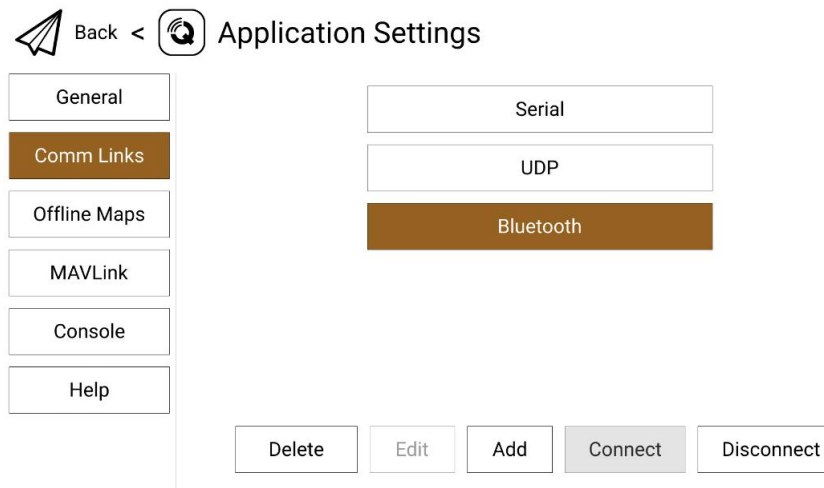 Back < Application Settings
General
Comm Links
Offline Maps
MAVLink
Console
Help
Serial
UDP
Bluetooth
Delete Edit Add Connect Disconnect